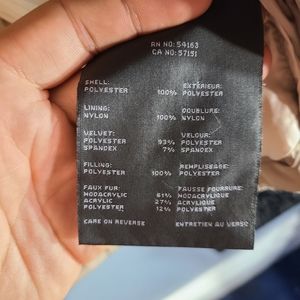 RN NO: 54163
CA NO: 57151
SHELL: EXTÉRIEUR:
POLYESTER 100% POLYESTER
LINING: DOUBLURE:
NYLON 100% NYLON
VELVET: VELOUR:
POLYESTER 93% POLYESTER
SPANDEX 7% SPANDEX
FILLING: REMPLISSAGE:
POLYESTER 100% POLYESTER
FAUX FUR: FAUSSE FOURRURE:
MODACRYLIC 61% MODACRYLIQUE
ACRYLIC 27% ACRYLIQUE
POLYESTER 12% POLYESTER
CARE ON REVERSE ENTRETIEN AU VERSO